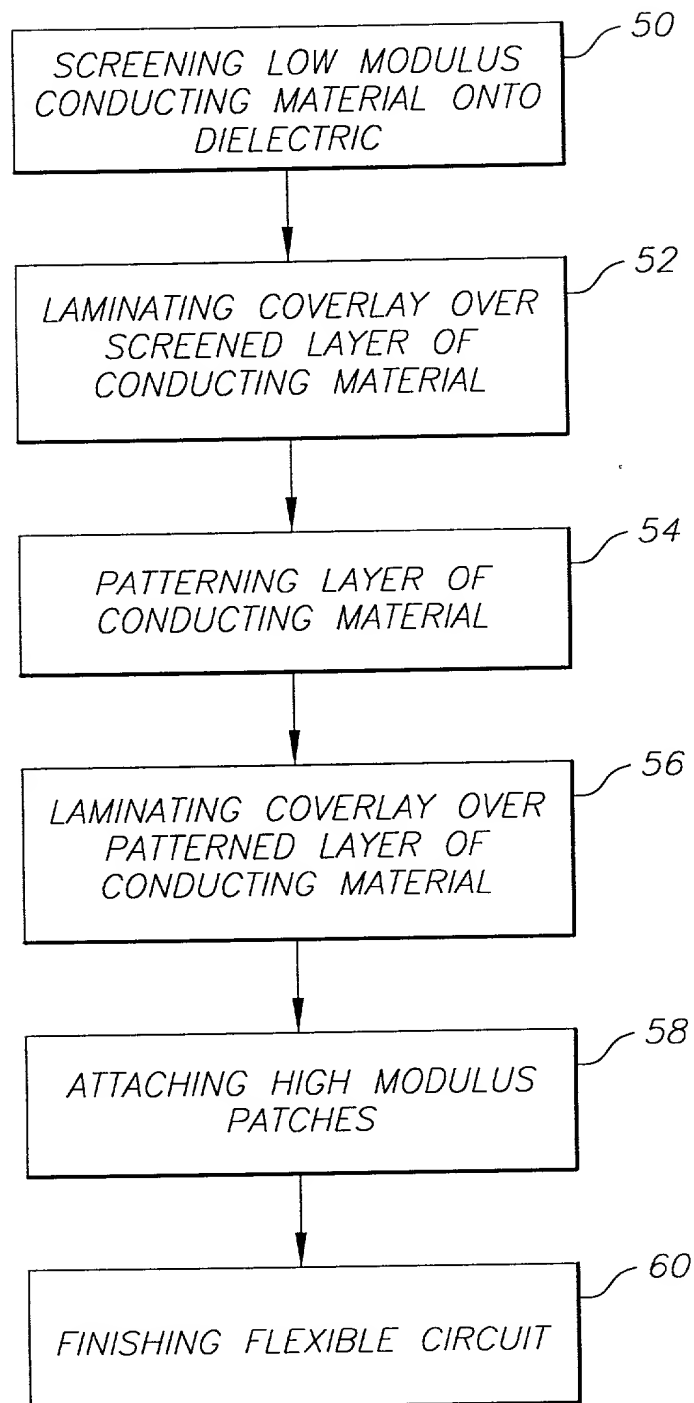 50
SCREENING LOW MODULUS
CONDUCTING MATERIAL ONTO
DIELECTRIC
52
LAMINATING COVERLAY OVER
SCREENED LAYER OF
CONDUCTING MATERIAL
54
PATTERNING LAYER OF
CONDUCTING MATERIAL
56
LAMINATING COVERLAY OVER
PATTERNED LAYER OF
CONDUCTING MATERIAL
58
ATTACHING HIGH MODULUS
PATCHES
60
FINISHING FLEXIBLE CIRCUIT